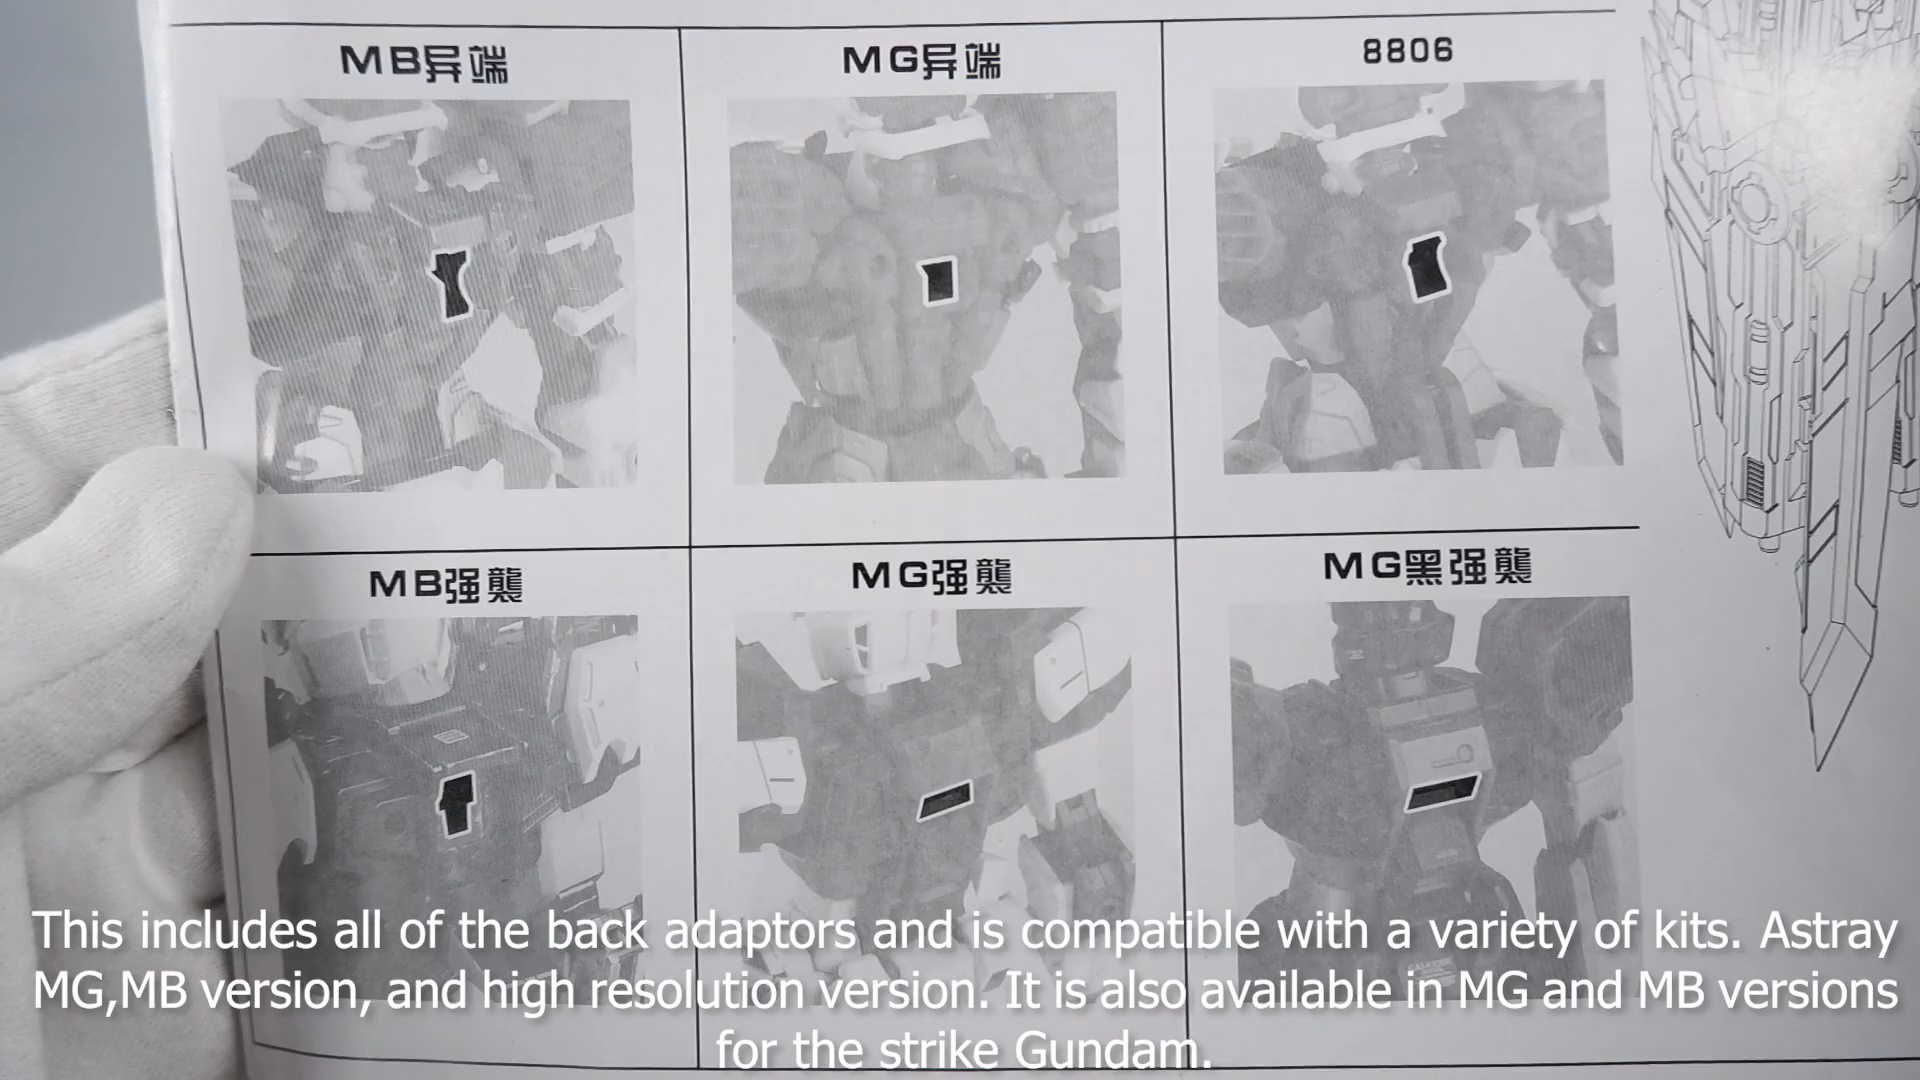 MB异端
MG异端
8806
MB强襲
MG强襲
MG黑强襲
This includes all of the back adaptors and is compatible with a variety of kits. Astray
MG,MB version, and high resolution version. It is also available in MG and MB versions
for the strike Gundam.